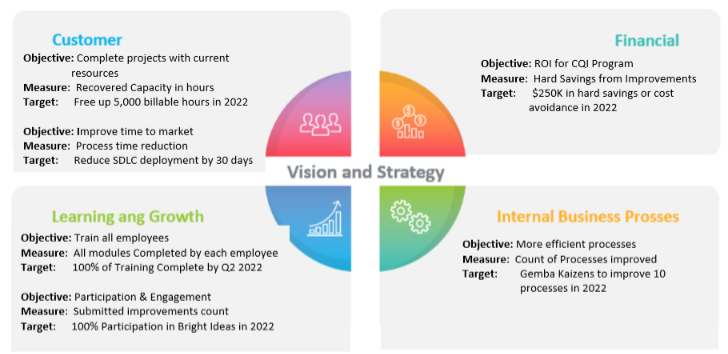 Customer
Objective: Complete projects with current
resources
Measure: Recovered Capacity in hours
Target: Free up 5,000 billable hours in 2022
Objective: Improve time to market
Measure: Process time reduction
Target: Reduce SDLC deployment by 30 days
Financial
Objective: ROI for CQI Program
Measure: Hard Savings from Improvements
Target: $250K in hard savings or cost
avoidance in 2022
Vision and Strategy
Learning ang Growth
Objective: Train all employees
Measure: All modules Completed by each employee
Target: 100% of Training Complete by Q2 2022
Objective: Participation & Engagement
Measure: Submitted improvements count
Target: 100% Participation in Bright Ideas in 2022
Internal Business Prosses
Objective: More efficient processes
Measure: Count of Processes improved
Target: Gemba Kaizens to improve 10
processes in 2022